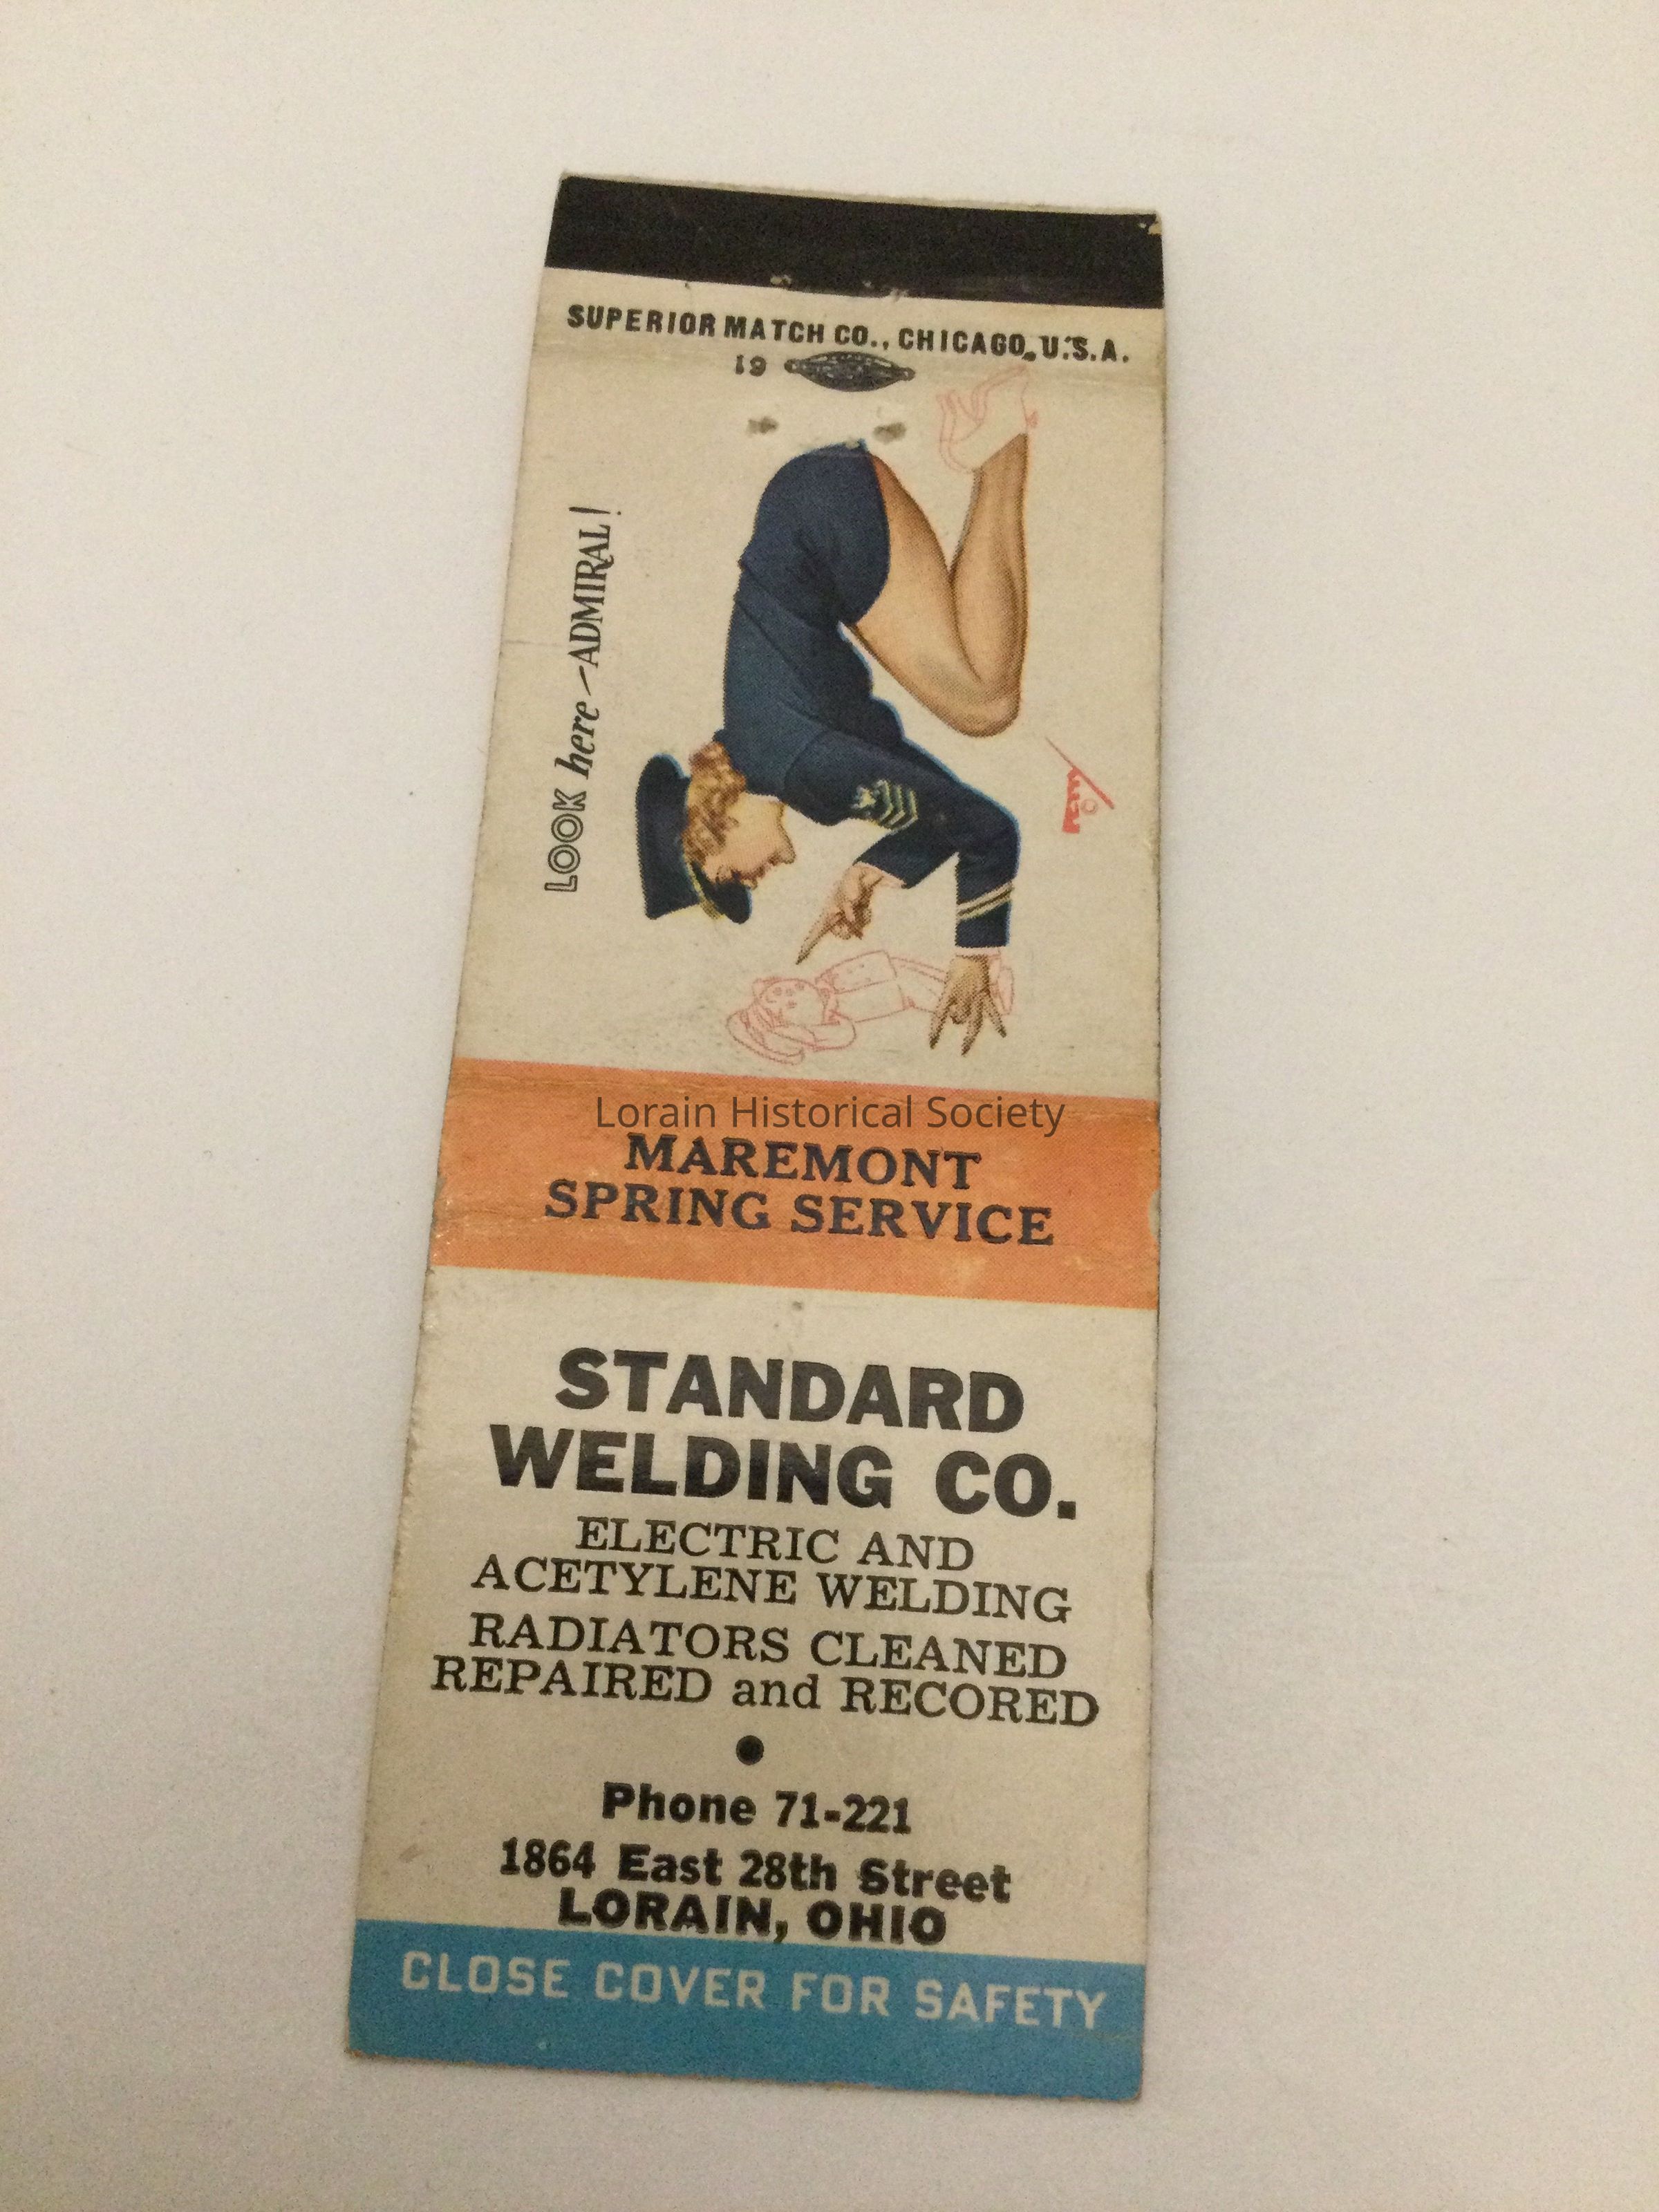 SUPERIOR MATCH CO., CHICAGO, U.S.A.
19
LOOK here—ADMIRAL!
Lorain Historical Society
MAREMONT
SPRING SERVICE
STANDARD
WELDING CO.
ELECTRIC AND
ACETYLENE WELDING
RADIATORS CLEANED
REPAIRED and RECORED
Phone 71-221
1864 East 28th Street
LORAIN, OHIO
CLOSE COVER FOR SAFETY